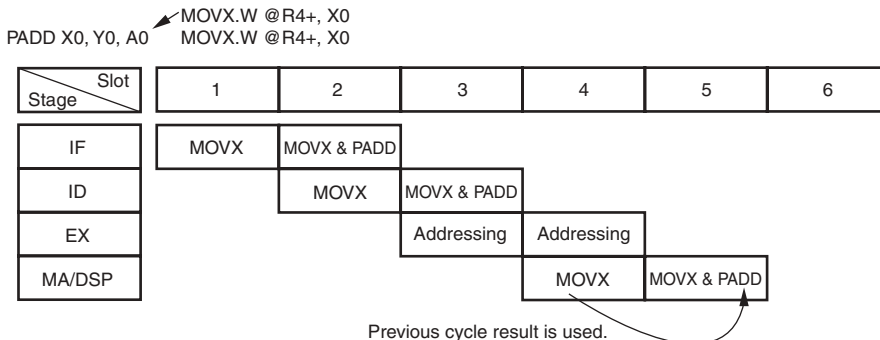 MOVX.W @R4+, X0
PADD X0, Y0, A0 MOVX.W @R4+, X0
Slot
Stage
1 2 3 4 5 6
IF MOVX MOVX & PADD
ID MOVX MOVX & PADD
EX Addressing Addressing
MA/DSP MOVX MOVX & PADD
Previous cycle result is used.